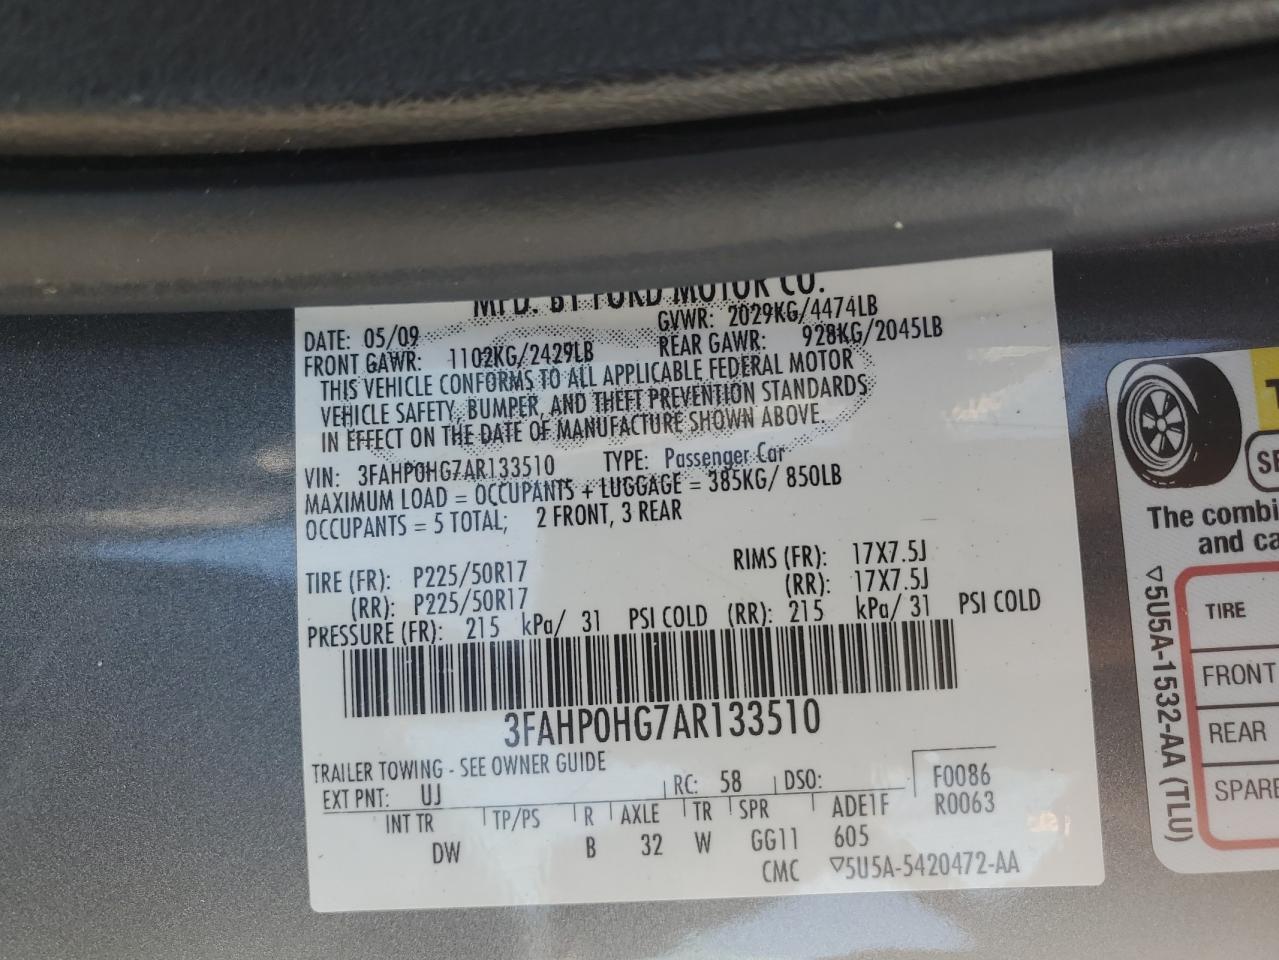 MFD. BY FORD MOTOR CO.
DATE: 05/09
GVWR: 2029KG/4474LB
FRONT GAWR: 1102KG/2429LB
REAR GAWR: 928KG/2045LB
THIS VEHICLE CONFORMS TO ALL APPLICABLE FEDERAL MOTOR
VEHICLE SAFETY, BUMPER, AND THEFT PREVENTION STANDARDS
IN EFFECT ON THE DATE OF MANUFACTURE SHOWN ABOVE.
VIN: 3FAHP0HG7AR133510 TYPE: Passenger Car
MAXIMUM LOAD = OCCUPANTS + LUGGAGE = 385KG/ 850LB
OCCUPANTS = 5 TOTAL; 2 FRONT, 3 REAR
TIRE (FR): P225/50R17 RIMS (FR): 17X7.5J
(RR): P225/50R17 (RR): 17X7.5J
PRESSURE (FR): 215 kPa/ 31 PSI COLD (RR): 215 kPa/ 31 PSI COLD
3FAHP0HG7AR133510
TRAILER TOWING - SEE OWNER GUIDE
EXT PNT: UJ RC: 58 DSO: F0086
INT TR TP/PS R AXLE TR SPR ADE1F R0063
DW B 32 W GG11 605
CMC ▽5U5A-5420472-AA
T
SE
The combi
and ca
TIRE
FRONT
REAR
SPARE
▽5U5A-1532-AA (TLU)